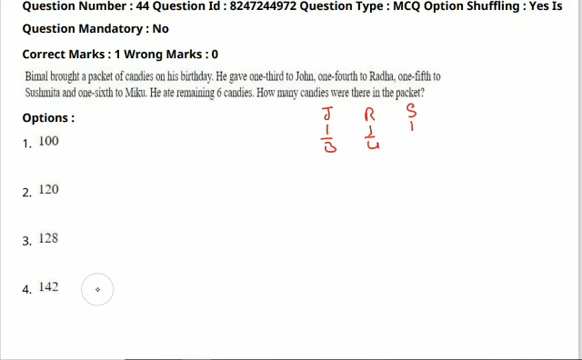 Question Number : 44 Question Id : 8247244972 Question Type : MCQ Option Shuffling : Yes Is
Question Mandatory : No
Correct Marks : 1 Wrong Marks : 0
Bimal brought a packet of candies on his birthday. He gave one-third to John, one-fourth to Radha, one-fifth to
Sushmita and one-sixth to Miku. He ate remaining 6 candies. How many candies were there in the packet?
Options :
J R S
1 1 1
3 4
1. 100
2. 120
3. 128
4. 142